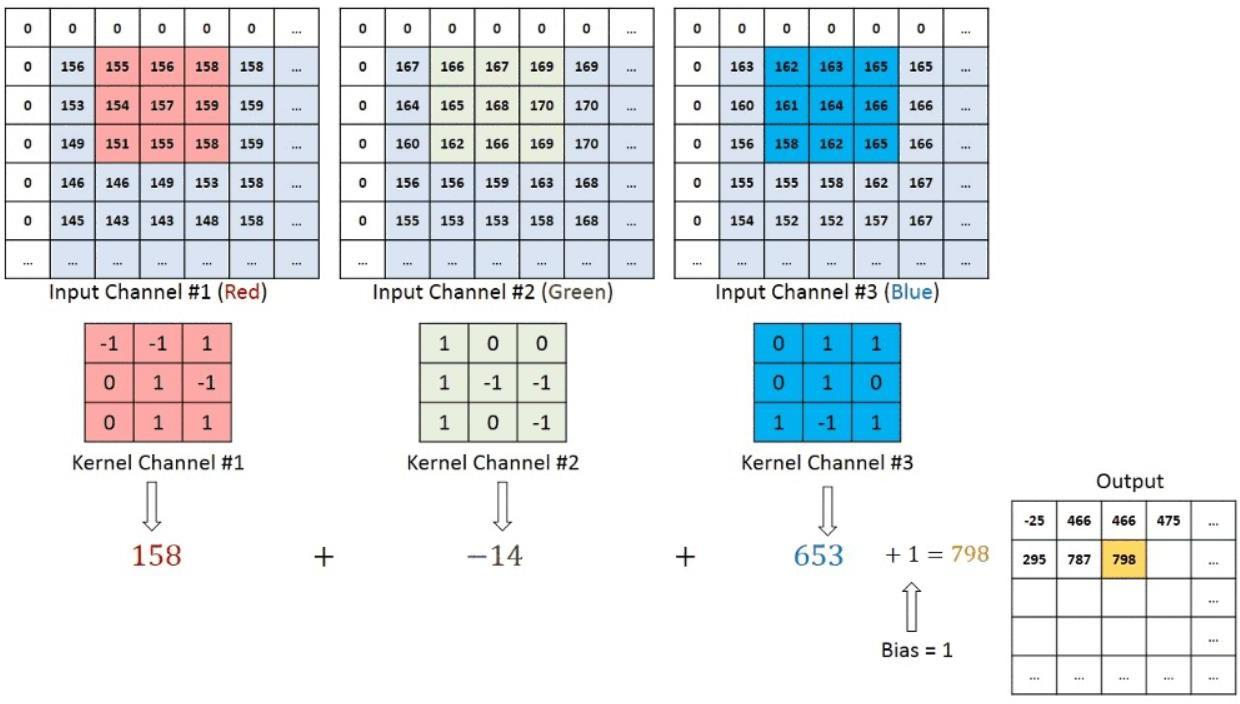 0 0 0 0 0 0 ... 0 0 0 0 0 0 ... 0 0 0 0 0 0 ...
0 156 155 156 158 158 ... 0 167 166 167 169 169 ... 0 163 162 163 165 165 ...
0 153 154 157 159 159 ... 0 164 165 168 170 170 ... 0 160 161 164 166 166 ...
0 149 151 155 158 159 ... 0 160 162 166 169 170 ... 0 156 158 162 165 166 ...
0 146 146 149 153 158 ... 0 156 156 159 163 168 ... 0 155 155 158 162 167 ...
0 145 143 143 148 158 ... 0 155 153 153 158 168 ... 0 154 152 152 157 167 ...
... ... ... ... ... ... ... ... ... ... ... ... ... ... ... ... ... ... ... ... ...
Input Channel #1 (Red) Input Channel #2 (Green) Input Channel #3 (Blue)
-1 -1 1 1 0 0 0 1 1
0 1 -1 1 -1 -1 0 1 0
0 1 1 1 0 -1 1 -1 1
Kernel Channel #1 Kernel Channel #2 Kernel Channel #3
158 + −14 + 653 + 1 = 798
Bias = 1
Output
-25 466 466 475 ...
295 787 798 ...
...
...
... ... ... ... ...